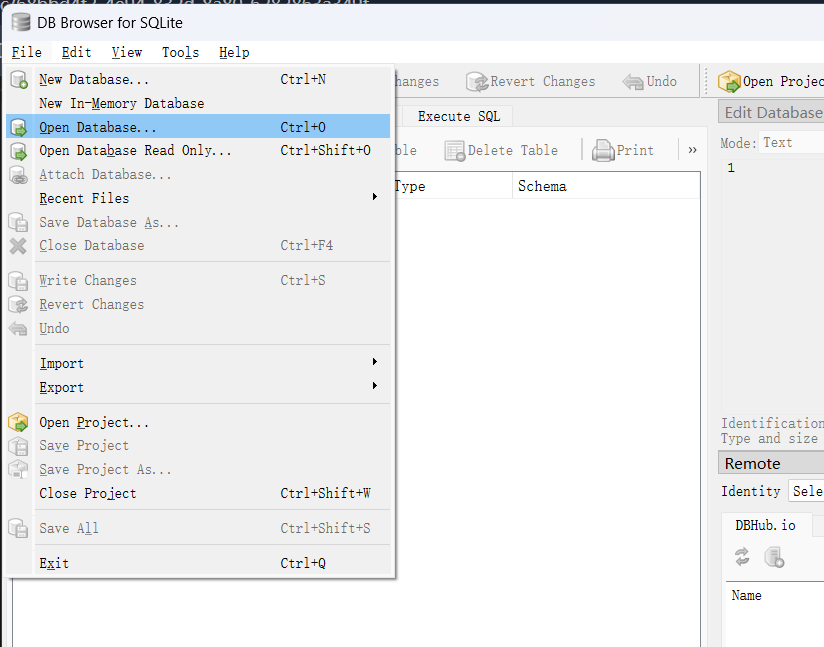 DB Browser for SQLite
File Edit View Tools Help
New Database... Ctrl+N
New In-Memory Database
Open Database... Ctrl+O
Open Database Read Only... Ctrl+Shift+O
Attach Database...
Recent Files
Save Database As...
Close Database Ctrl+F4
Write Changes Ctrl+S
Revert Changes
Undo
Import
Export
Open Project...
Save Project
Save Project As...
Close Project Ctrl+Shift+W
Save All Ctrl+Shift+S
Exit Ctrl+Q
hanges Revert Changes Undo
Execute SQL
ble Delete Table Print »
Type Schema
Open Projec
Edit Database
Mode: Text
1
Identification
Type and size
Remote
Identity Sele
DBHub.io
Name